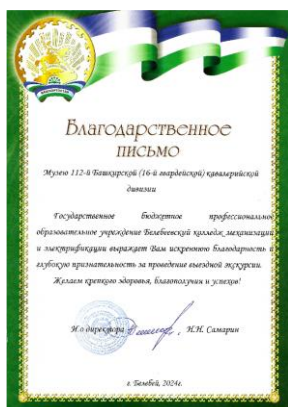 Благодарственное
письмо
Музею 112-й Башкирской (16-й гвардейской) кавалерийской
дивизии
Государственное бюджетное профессионально
образовательное учреждение Белебеевский колледж механизации
и электрификации выражает Вам искреннюю благодарность и
глубокую признательность за проведение выездной экскурсии.
Желаем крепкого здоровья, благополучия и успехов!
И.о директора И.Н. Самарин
г. Белебей, 2024г.